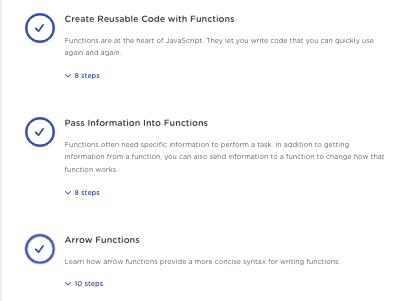 Create Reusable Code with Functions
Functions are at the heart of JavaScript. They let you write code that you can quickly use
again and again.
8 steps
Pass Information Into Functions
Functions often need specific information to perform a task. In addition to getting
information from a function, you can also send information to a function to change how that
function works.
8 steps
Arrow Functions
Learn how arrow functions provide a more concise syntax for writing functions.
10 steps